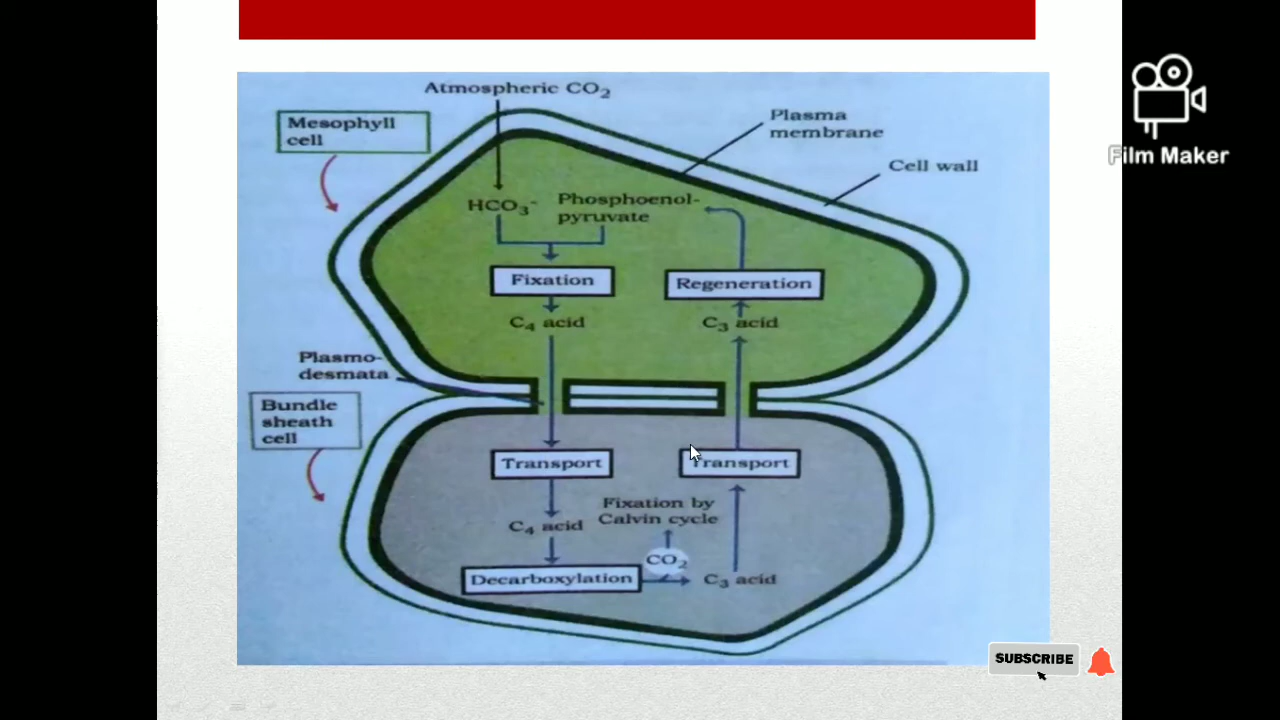 Atmospheric CO₂
Mesophyll
cell
Plasma
membrane
Cell wall
Film Maker
HCO₃⁻
Phosphoenol-
pyruvate
Fixation
Regeneration
C₄ acid
C₃ acid
Plasmo-
desmata
Bundle
sheath
cell
Transport
Transport
Fixation by
Calvin cycle
C₄ acid
CO₂
Decarboxylation
C₃ acid
SUBSCRIBE